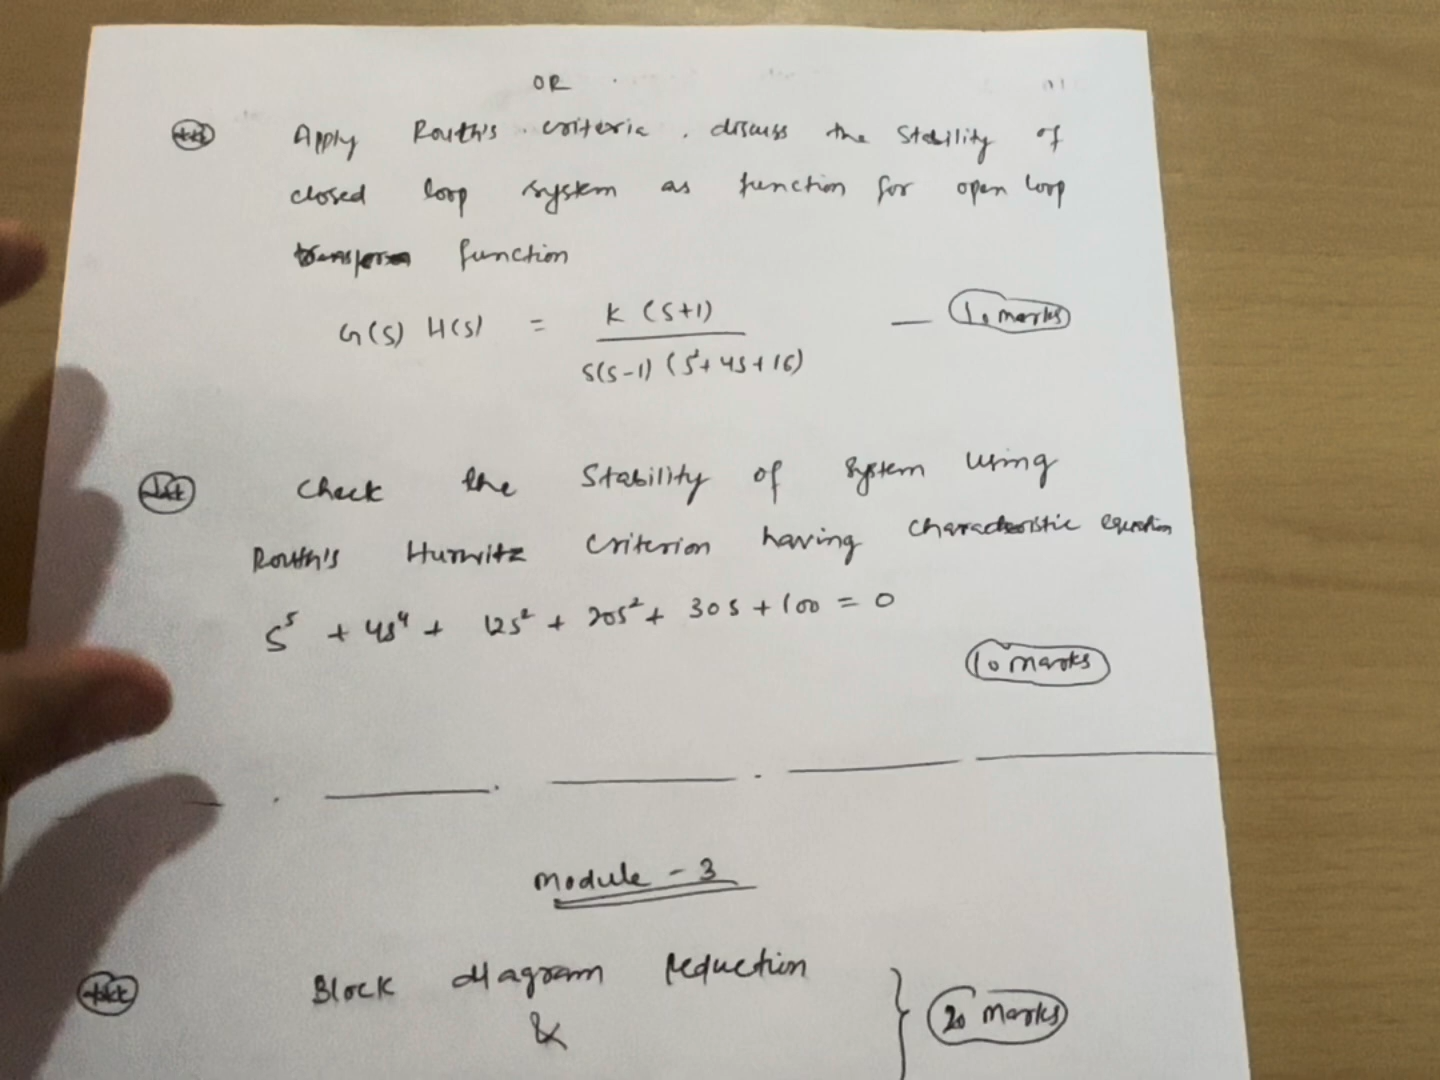 OR
*** Apply Routh's criteria, discuss the stability of
closed loop system as function for open loop
function
G(s) H(s) = K (s+1) / s(s-1) (s²+4s+16) — 10 marks
Check the Stability of system using
Routh's Hurwitz criterion having characteristic equation
s⁵ + 4s⁴ + 12s² + 20s² + 30s + 100 = 0
10 marks
Module - 3
*** Block diagram reduction
&
20 marks